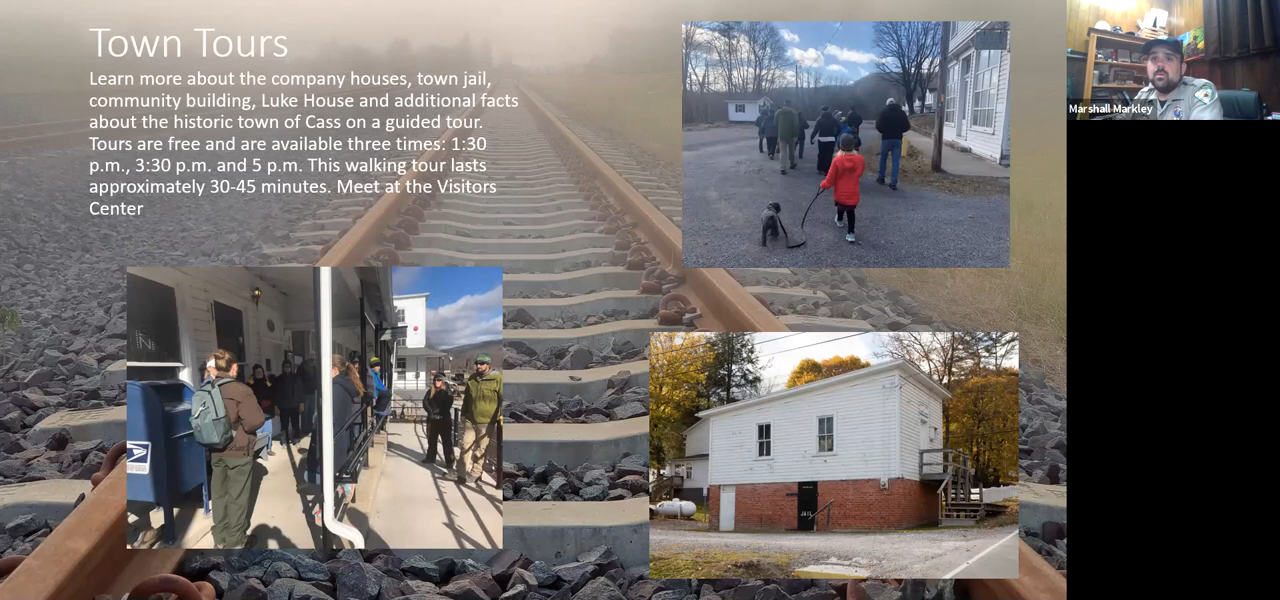 Town Tours
Learn more about the company houses, town jail,
community building, Luke House and additional facts
about the historic town of Cass on a guided tour.
Tours are free and are available three times: 1:30
p.m., 3:30 p.m. and 5 p.m. This walking tour lasts
approximately 30-45 minutes. Meet at the Visitors
Center
Marshall Markley
JAIL